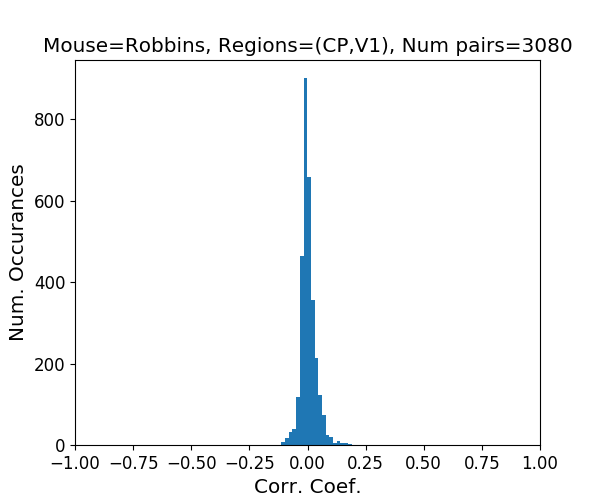 Mouse=Robbins, Regions=(CP,V1), Num pairs=3080
800
600
400
200
0
Num. Occurances
−1.00 −0.75 −0.50 −0.25 0.00 0.25 0.50 0.75 1.00
Corr. Coef.